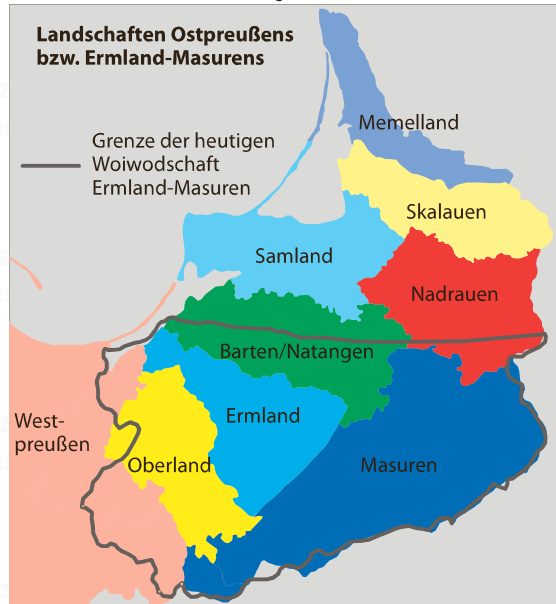 Landschaften Ostpreußens
bzw. Ermland-Masurens
Grenze der heutigen
Woiwodschaft
Ermland-Masuren
Memelland
Skalauen
Samland
Nadrauen
Barten/Natangen
Ermland
West-
preußen
Oberland
Masuren